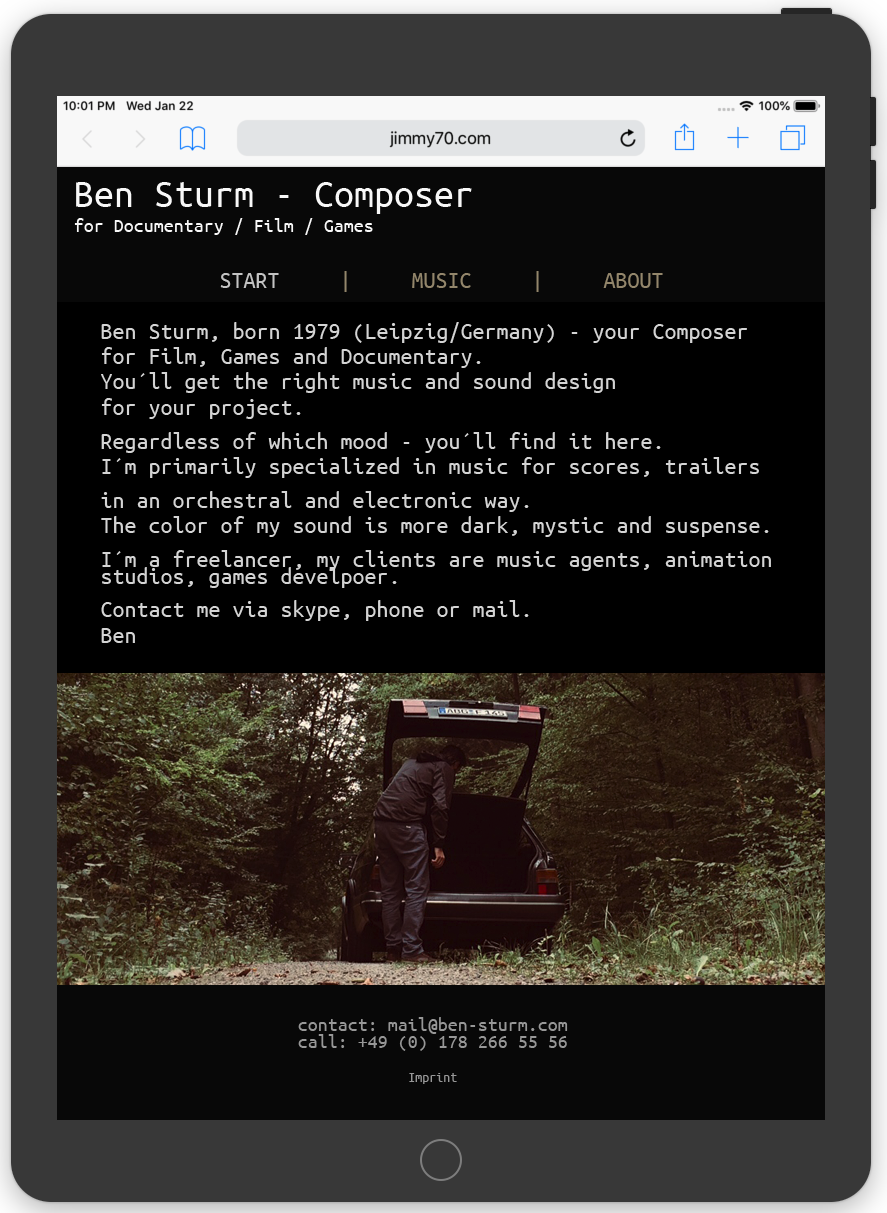 10:01 PM Wed Jan 22
100%
jimmy70.com
Ben Sturm - Composer
for Documentary / Film / Games
START | MUSIC | ABOUT
Ben Sturm, born 1979 (Leipzig/Germany) - your Composer
for Film, Games and Documentary.
You´ll get the right music and sound design
for your project.
Regardless of which mood - you´ll find it here.
I´m primarily specialized in music for scores, trailers
in an orchestral and electronic way.
The color of my sound is more dark, mystic and suspense.
I´m a freelancer, my clients are music agents, animation
studios, games develpoer.
Contact me via skype, phone or mail.
Ben
contact: mail@ben-sturm.com
call: +49 (0) 178 266 55 56
Imprint